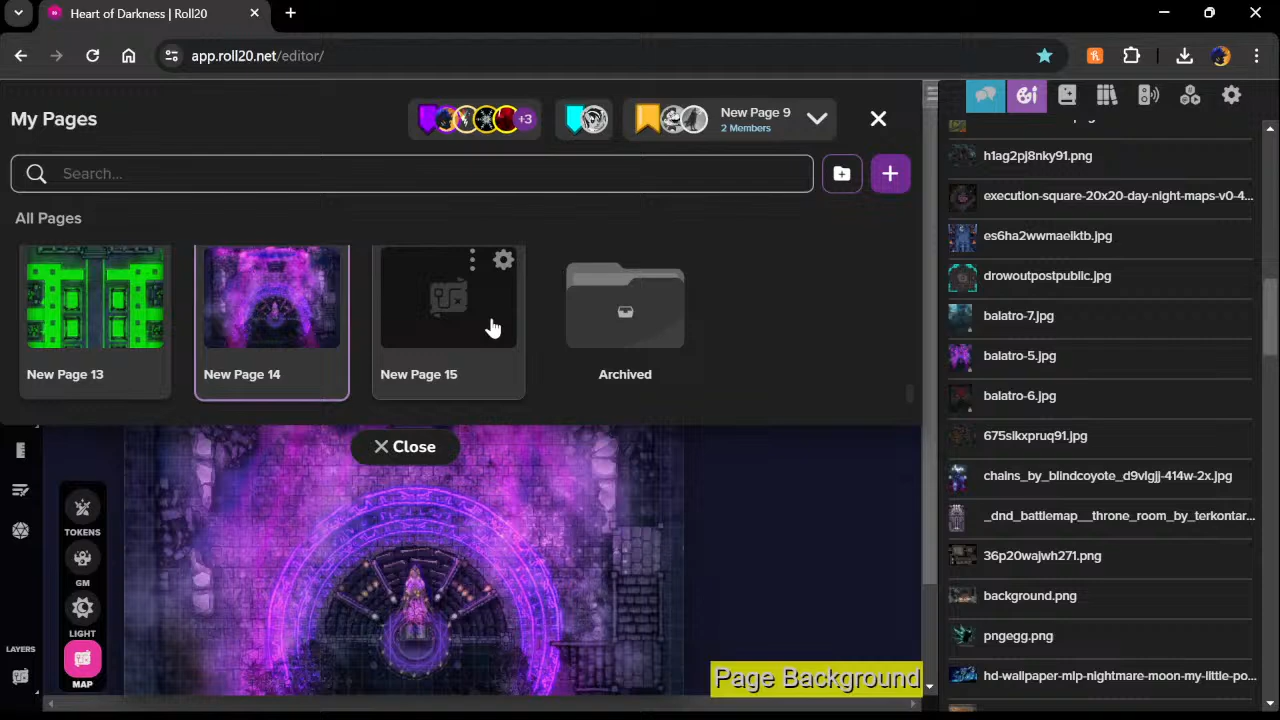 Heart of Darkness | Roll20
app.roll20.net/editor/
My Pages
+3
New Page 9
2 Members
Search...
All Pages
New Page 13
New Page 14
New Page 15
Archived
Close
TOKENS
GM
LIGHT
LAYERS
MAP
Page Background
h1ag2pj8nky91.png
execution-square-20x20-day-night-maps-v0-4...
es6ha2wwmaelktb.jpg
drowoutpostpublic.jpg
balatro-7.jpg
balatro-5.jpg
balatro-6.jpg
675slkxpruq91.jpg
chains_by_blindcoyote_d9vlgjj-414w-2x.jpg
_dnd_battlemap__throne_room_by_terkontar...
36p20wajwh271.png
background.png
pngegg.png
hd-wallpaper-mlp-nightmare-moon-my-little-po...